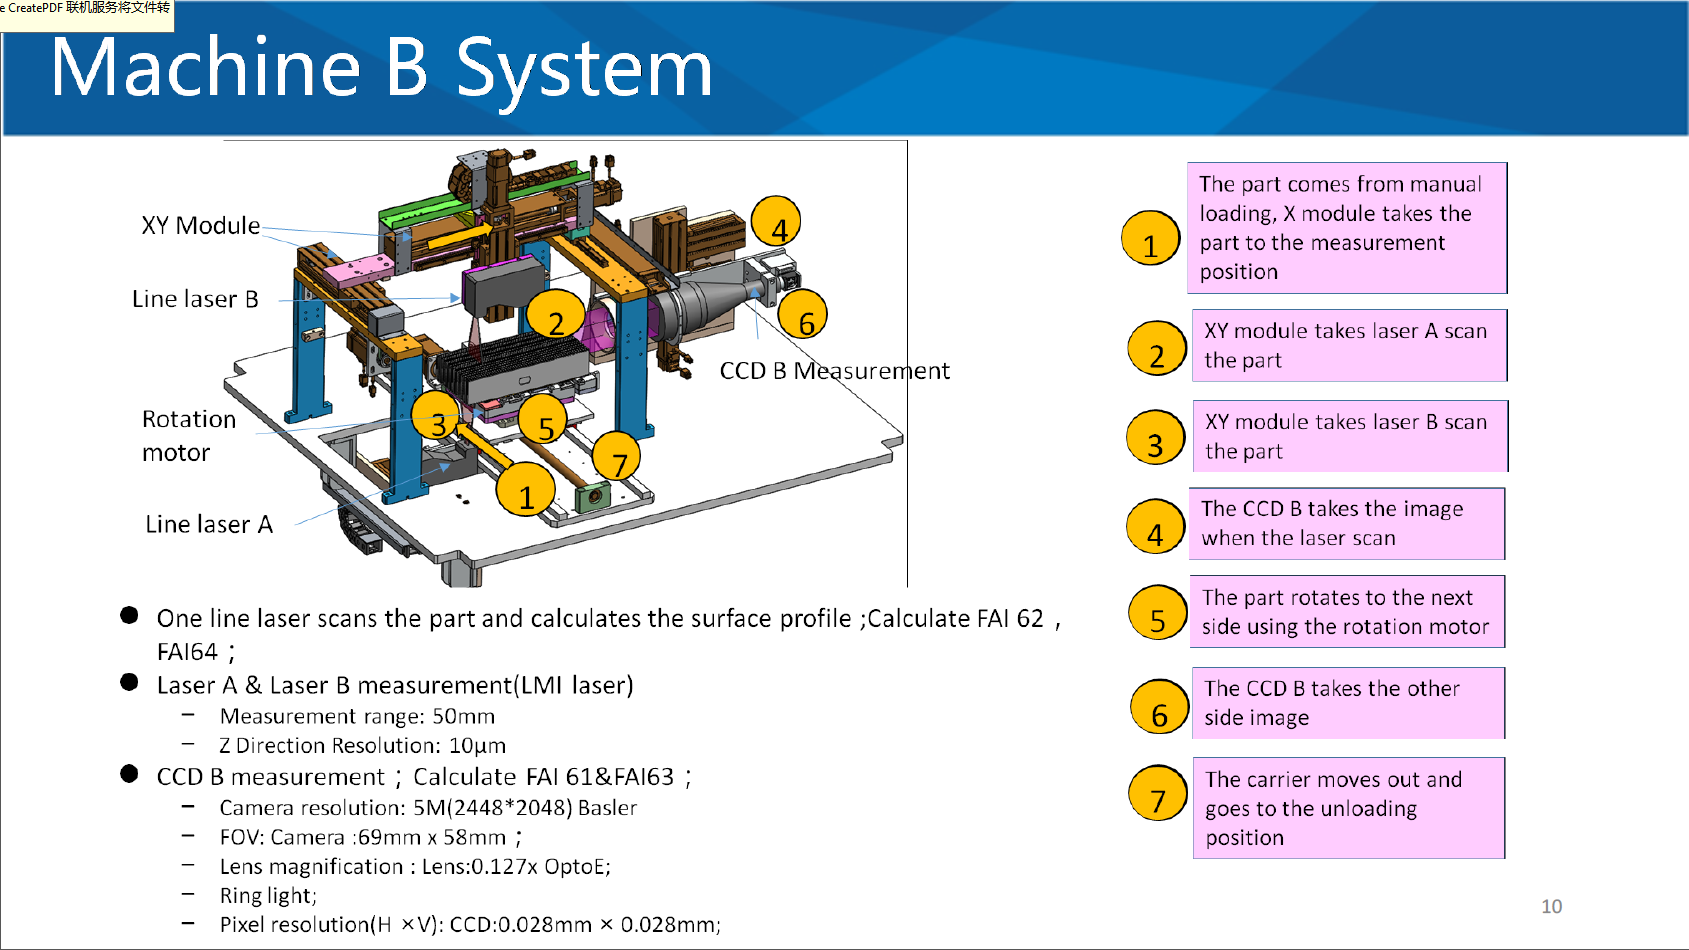 e CreatePDF 联机服务将文件转
Machine B System
XY Module
Line laser B
Rotation
motor
Line laser A
CCD B Measurement
1
2
3
4
5
6
7
1
The part comes from manual
loading, X module takes the
part to the measurement
position
2
XY module takes laser A scan
the part
3
XY module takes laser B scan
the part
4
The CCD B takes the image
when the laser scan
5
The part rotates to the next
side using the rotation motor
6
The CCD B takes the other
side image
7
The carrier moves out and
goes to the unloading
position
● One line laser scans the part and calculates the surface profile ;Calculate FAI 62，
FAI64；
● Laser A & Laser B measurement(LMI laser)
– Measurement range: 50mm
– Z Direction Resolution: 10μm
● CCD B measurement；Calculate FAI 61&FAI63；
– Camera resolution: 5M(2448*2048) Basler
– FOV: Camera :69mm x 58mm；
– Lens magnification : Lens:0.127x OptoE;
– Ring light;
– Pixel resolution(H ×V): CCD:0.028mm × 0.028mm;
10